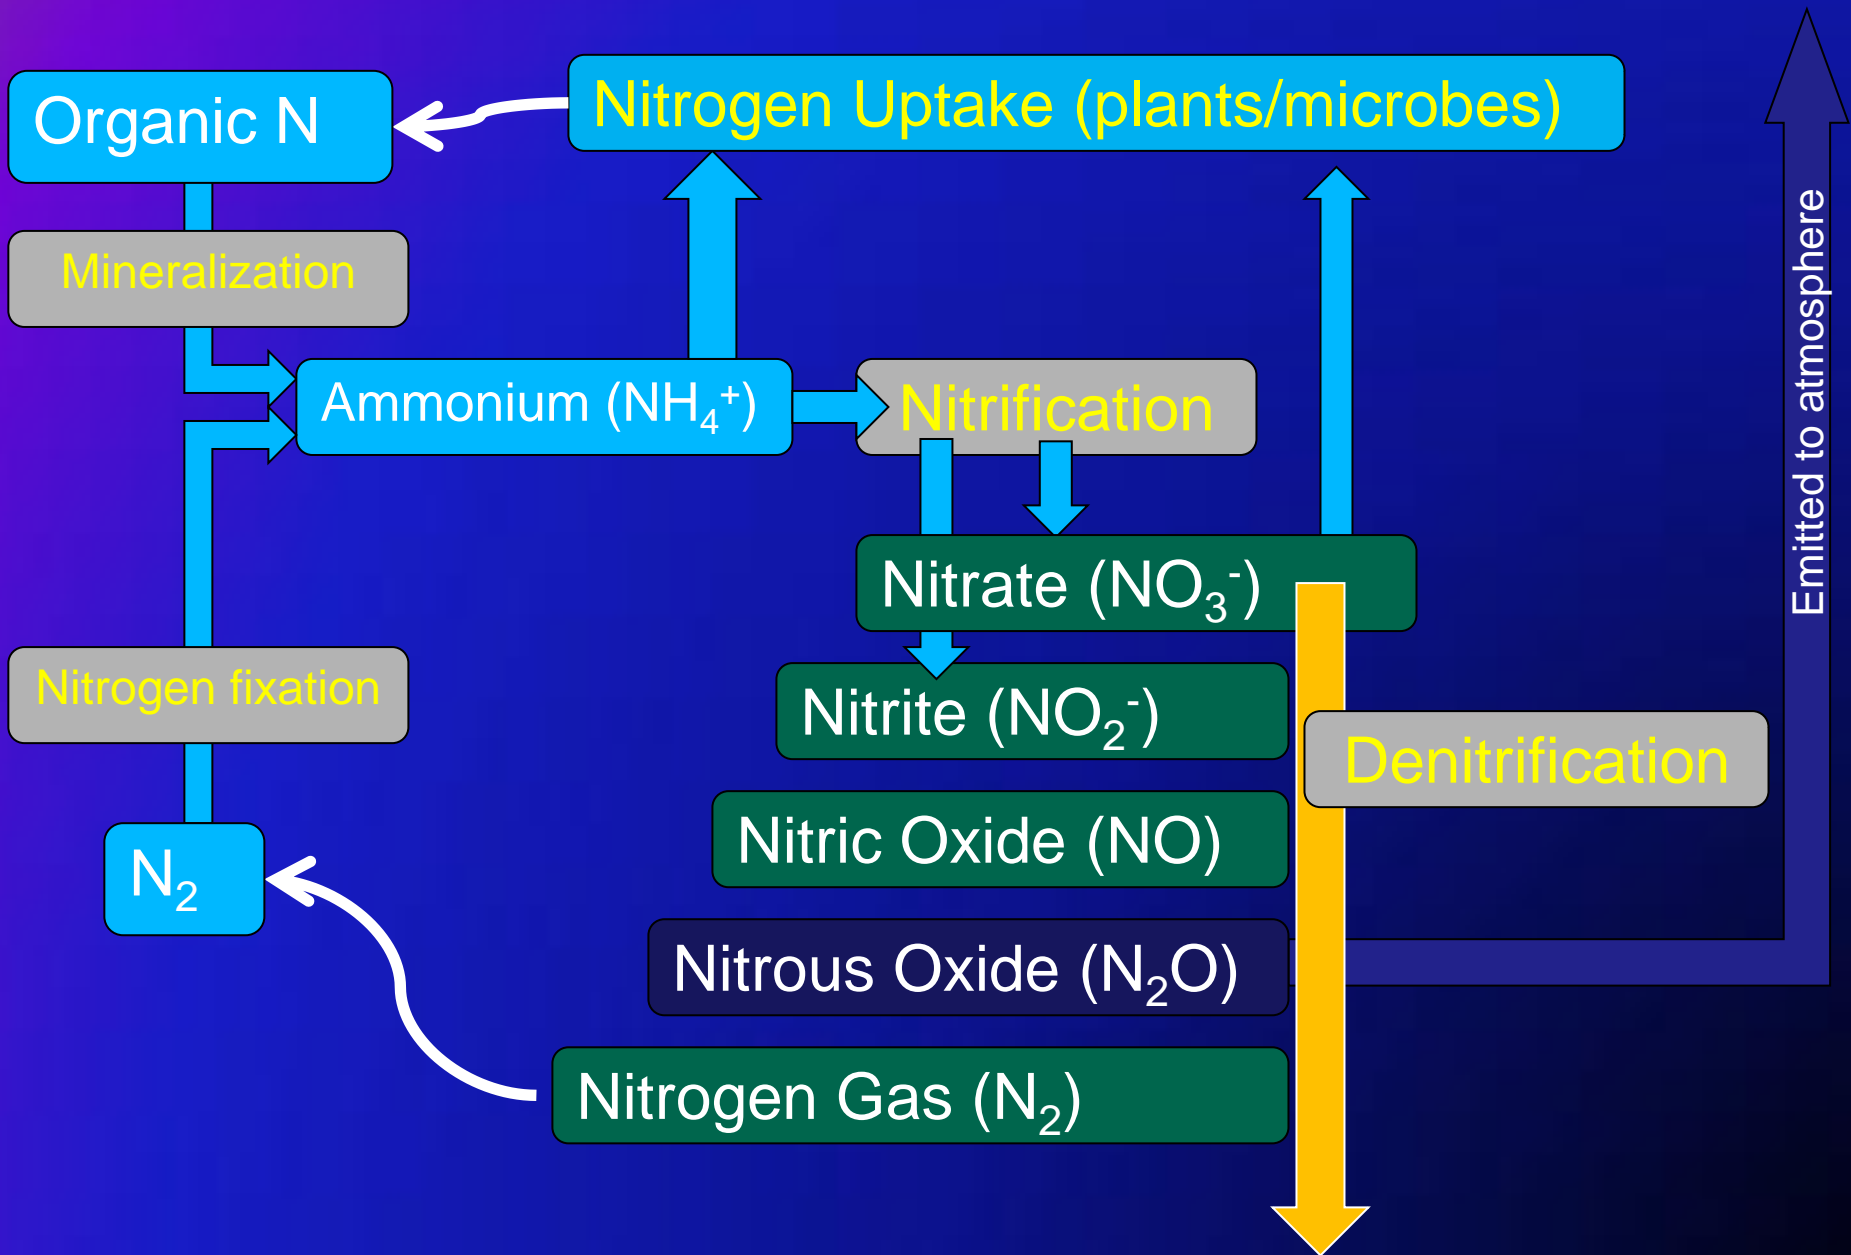 Organic N
Nitrogen Uptake (plants/microbes)
Mineralization
Ammonium (NH₄⁺)
Nitrification
Emitted to atmosphere
Nitrate (NO₃⁻)
Nitrogen fixation
Nitrite (NO₂⁻)
Denitrification
Nitric Oxide (NO)
N₂
Nitrous Oxide (N₂O)
Nitrogen Gas (N₂)